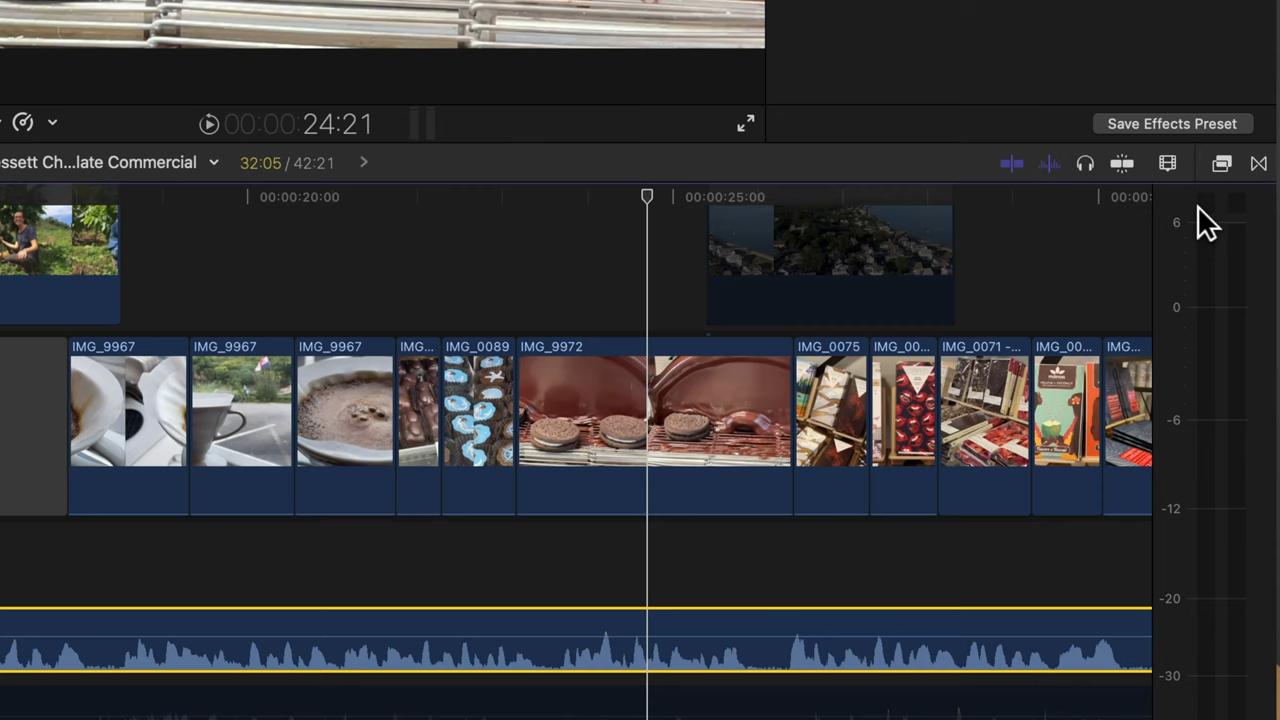 00:00:24:21
Save Effects Preset
ssett Ch...late Commercial
32:05 / 42:21
00:00:20:00
00:00:25:00
00:00:
6
0
-6
-12
-20
-30
IMG_9967
IMG_9967
IMG_9967
IMG...
IMG_0089
IMG_9972
IMG_0075
IMG_00...
IMG_0071 -...
IMG_00...
IMG...